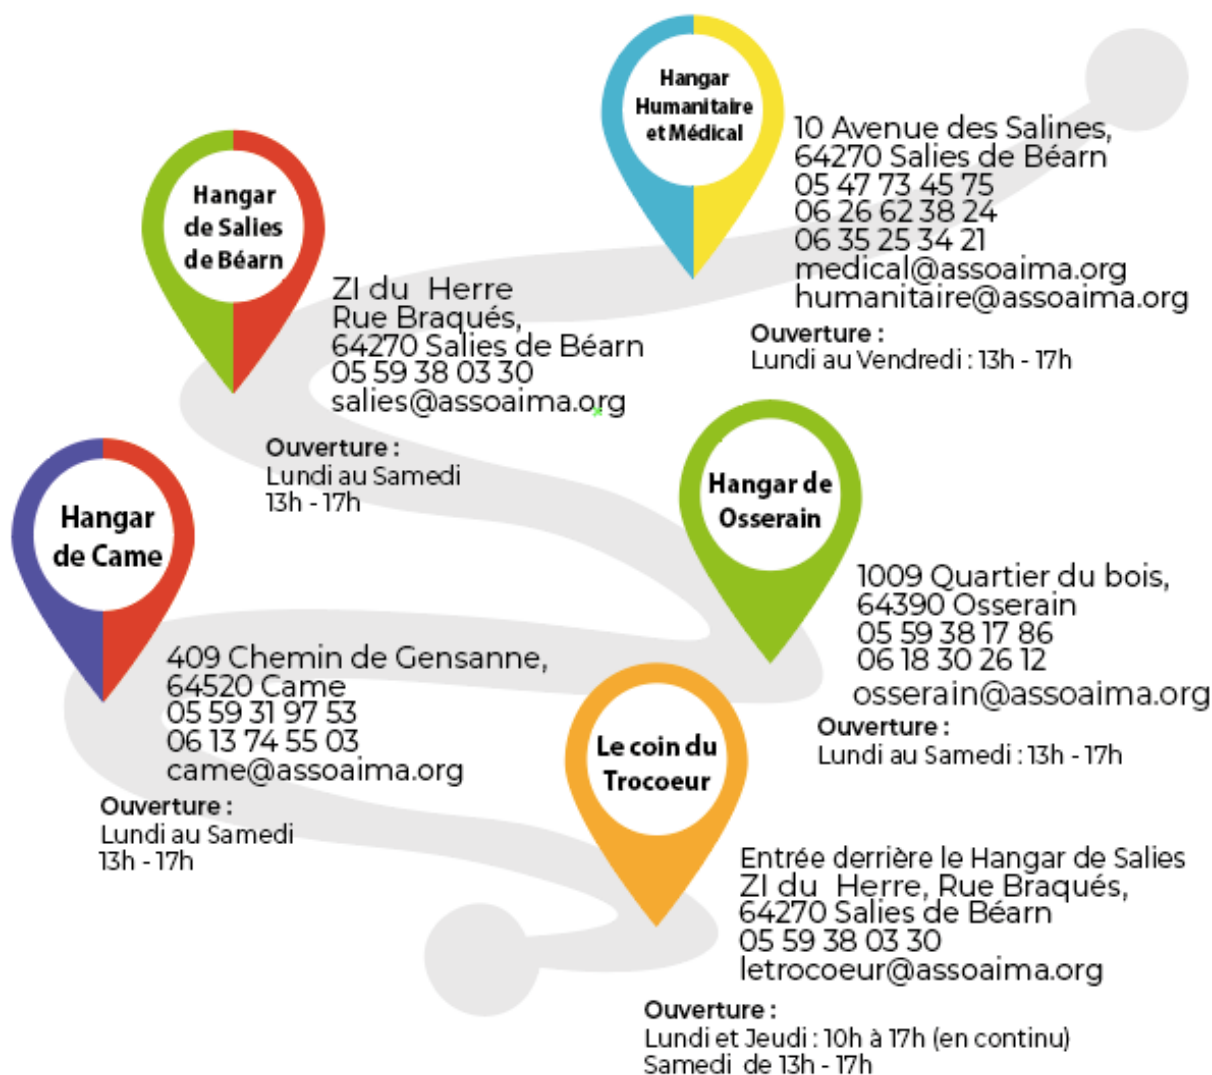 Hangar
Humanitaire
et Médical
10 Avenue des Salines,
64270 Salies de Béarn
05 47 73 45 75
06 26 62 38 24
06 35 25 34 21
medical@assoaima.org
humanitaire@assoaima.org
Ouverture :
Lundi au Vendredi : 13h - 17h
Hangar
de Salies
de Béarn
ZI du Herre
Rue Braqués,
64270 Salies de Béarn
05 59 38 03 30
salies@assoaima.org
Ouverture :
Lundi au Samedi
13h - 17h
Hangar de
Osserain
1009 Quartier du bois,
64390 Osserain
05 59 38 17 86
06 18 30 26 12
osserain@assoaima.org
Ouverture :
Lundi au Samedi : 13h - 17h
Hangar
de Came
409 Chemin de Gensanne,
64520 Came
05 59 31 97 53
06 13 74 55 03
came@assoaima.org
Ouverture :
Lundi au Samedi
13h - 17h
Le coin du
Trocoeur
Entrée derrière le Hangar de Salies
ZI du Herre, Rue Braqués,
64270 Salies de Béarn
05 59 38 03 30
letrocoeur@assoaima.org
Ouverture :
Lundi et Jeudi : 10h à 17h (en continu)
Samedi de 13h - 17h